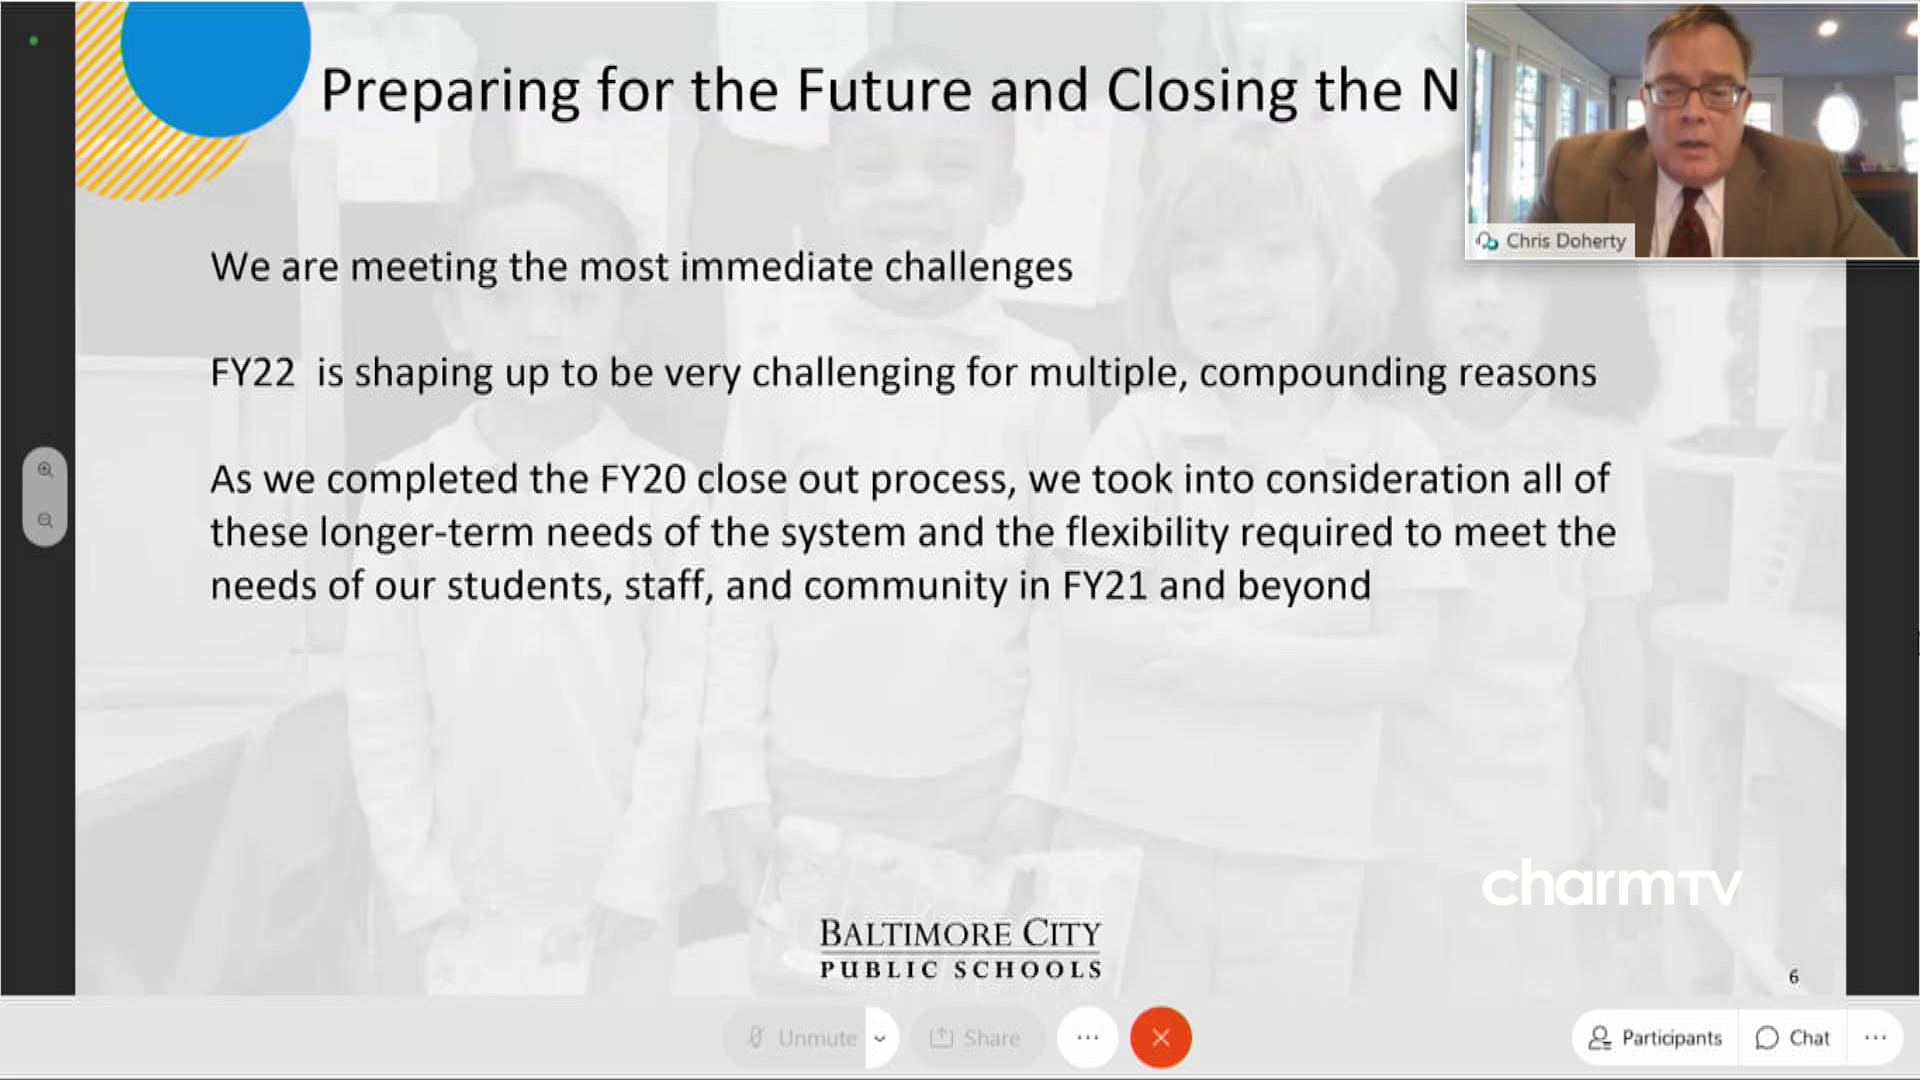 Preparing for the Future and Closing the N
Chris Doherty
We are meeting the most immediate challenges
FY22 is shaping up to be very challenging for multiple, compounding reasons
As we completed the FY20 close out process, we took into consideration all of
these longer-term needs of the system and the flexibility required to meet the
needs of our students, staff, and community in FY21 and beyond
charmTV
BALTIMORE CITY
PUBLIC SCHOOLS
6
Unmute
Share
Participants
Chat